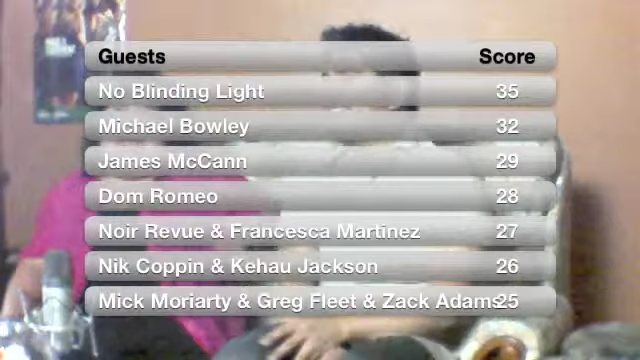 Guests Score
No Blinding Light 35
Michael Bowley 32
James McCann 29
Dom Romeo 28
Noir Revue & Francesca Martinez 27
Nik Coppin & Kehau Jackson 26
Mick Moriarty & Greg Fleet & Zack Adams 25